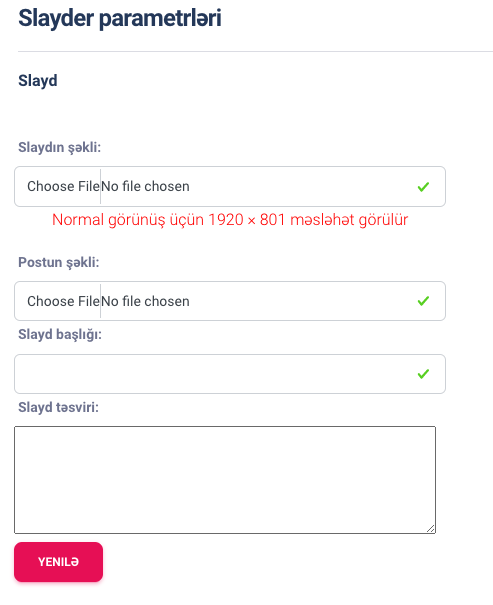 Slayder parametrləri
Slayd
Slaydın şəkli:
Choose File No file chosen
Normal görünüş üçün 1920 × 801 məsləhət görülür
Postun şəkli:
Choose File No file chosen
Slayd başlığı:
Slayd təsviri:
YENILƏ